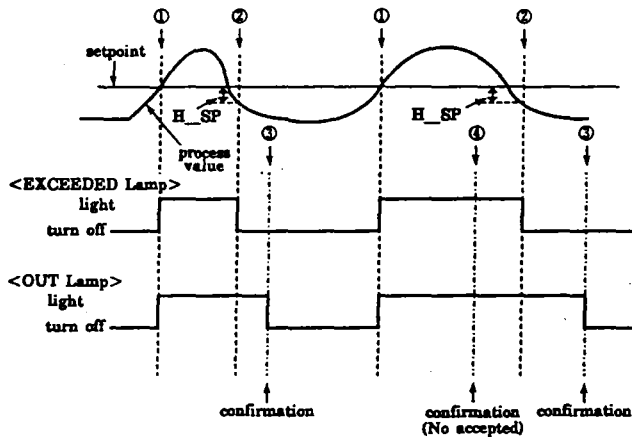 ① ② ① ②
setpoint
H_SP H_SP
③ ④ ③
process
value
<EXCEEDED Lamp>
light
turn off
<OUT Lamp>
light
turn off
confirmation confirmation confirmation
(No accepted)